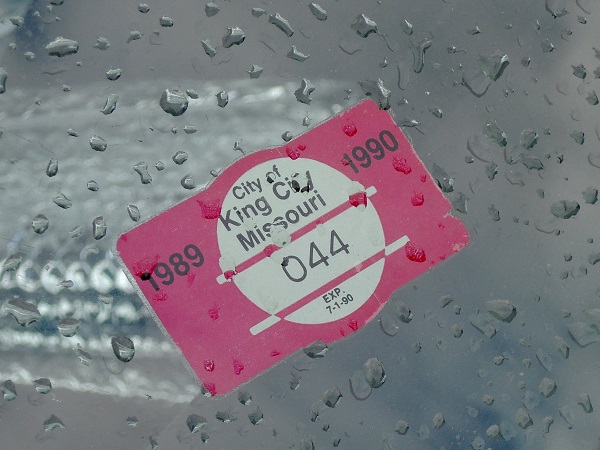 1989
1990
City of
King City
Missouri
044
EXP.
7-1-90